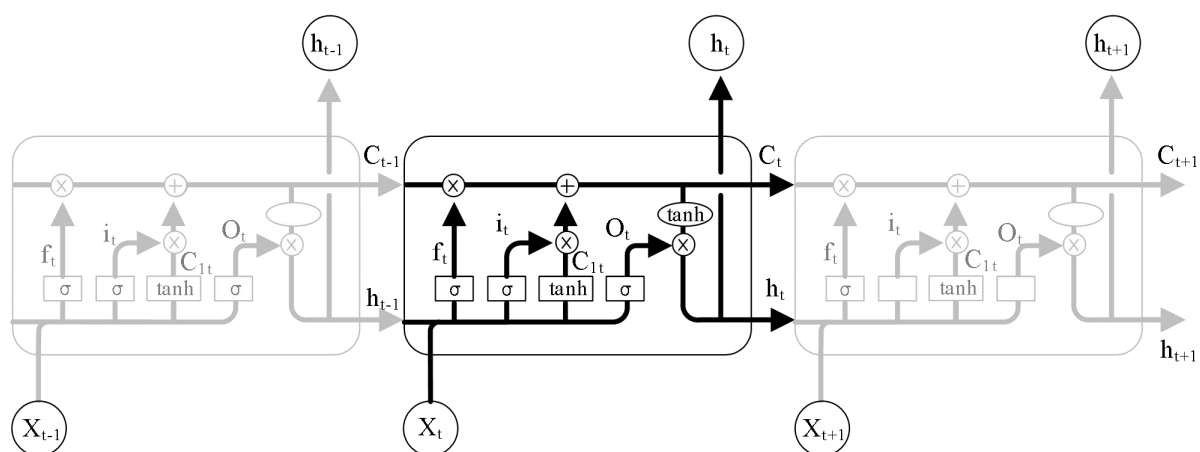 h_{t-1} h_t h_{t+1}
C_{t-1} C_t C_{t+1}
× + × + tanh × +
f_t i_t × C_{1t} O_t × f_t i_t × C_{1t} O_t × f_t i_t × C_{1t} O_t ×
σ σ tanh σ h_{t-1} σ σ tanh σ h_t σ tanh h_{t+1}
X_{t-1} X_t X_{t+1}